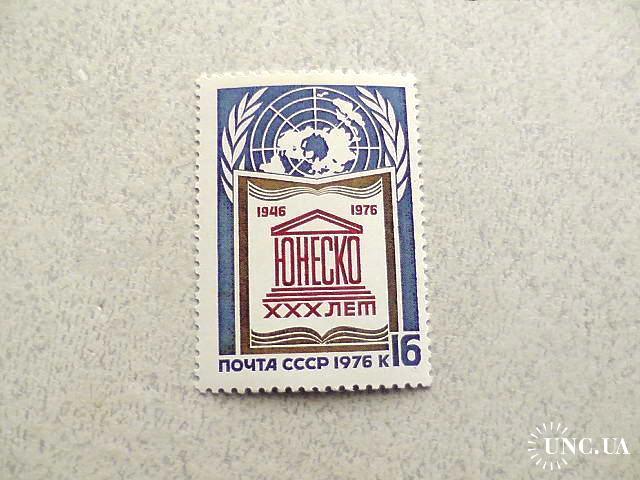 1946 1976
ЮНЕСКО
XXX ЛЕТ
ПОЧТА СССР 1976 К 16
UNC.UA